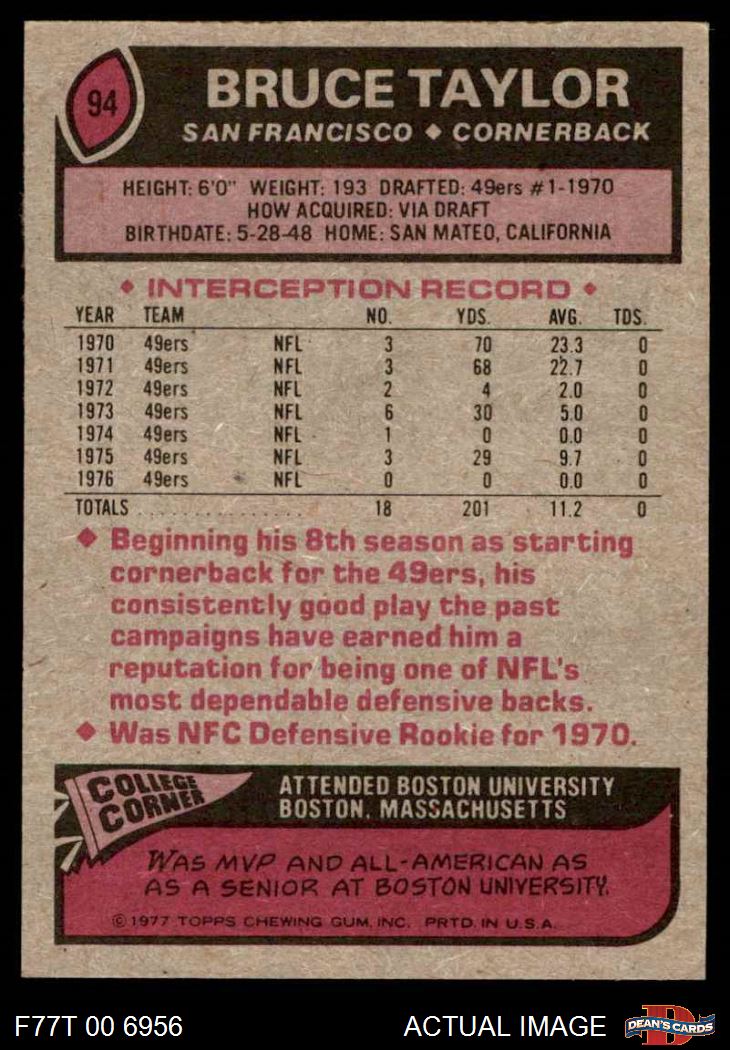 94
BRUCE TAYLOR
SAN FRANCISCO ◆ CORNERBACK
HEIGHT: 6'0" WEIGHT: 193 DRAFTED: 49ers #1-1970
HOW ACQUIRED: VIA DRAFT
BIRTHDATE: 5-28-48 HOME: SAN MATEO, CALIFORNIA
◆ INTERCEPTION RECORD ◆
YEAR TEAM NO. YDS. AVG. TDS.
1970 49ers NFL 3 70 23.3 0
1971 49ers NFL 3 68 22.7 0
1972 49ers NFL 2 4 2.0 0
1973 49ers NFL 6 30 5.0 0
1974 49ers NFL 1 0 0.0 0
1975 49ers NFL 3 29 9.7 0
1976 49ers NFL 0 0 0.0 0
TOTALS ................ 18 201 11.2 0
◆ Beginning his 8th season as starting
cornerback for the 49ers, his
consistently good play the past
campaigns have earned him a
reputation for being one of NFL's
most dependable defensive backs.
◆ Was NFC Defensive Rookie for 1970.
COLLEGE
CORNER
ATTENDED BOSTON UNIVERSITY
BOSTON, MASSACHUSETTS
WAS MVP AND ALL-AMERICAN AS
AS A SENIOR AT BOSTON UNIVERSITY.
© 1977 TOPPS CHEWING GUM, INC. PRTD. IN U.S.A.
F77T 00 6956
ACTUAL IMAGE
D
DEAN'S CARDS